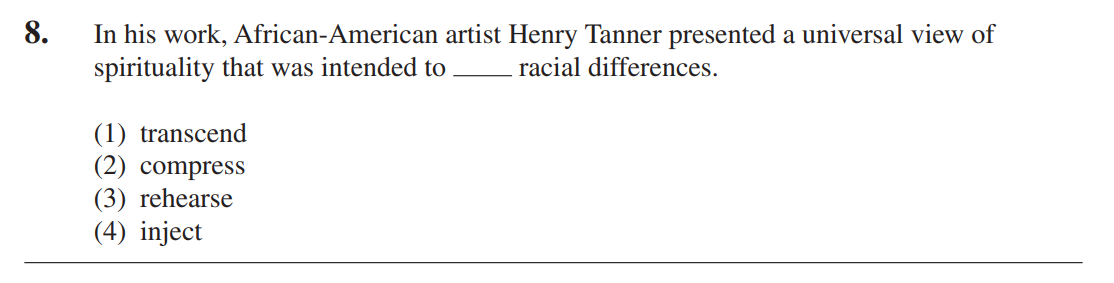 8. In his work, African-American artist Henry Tanner presented a universal view of
spirituality that was intended to ____ racial differences.
(1) transcend
(2) compress
(3) rehearse
(4) inject